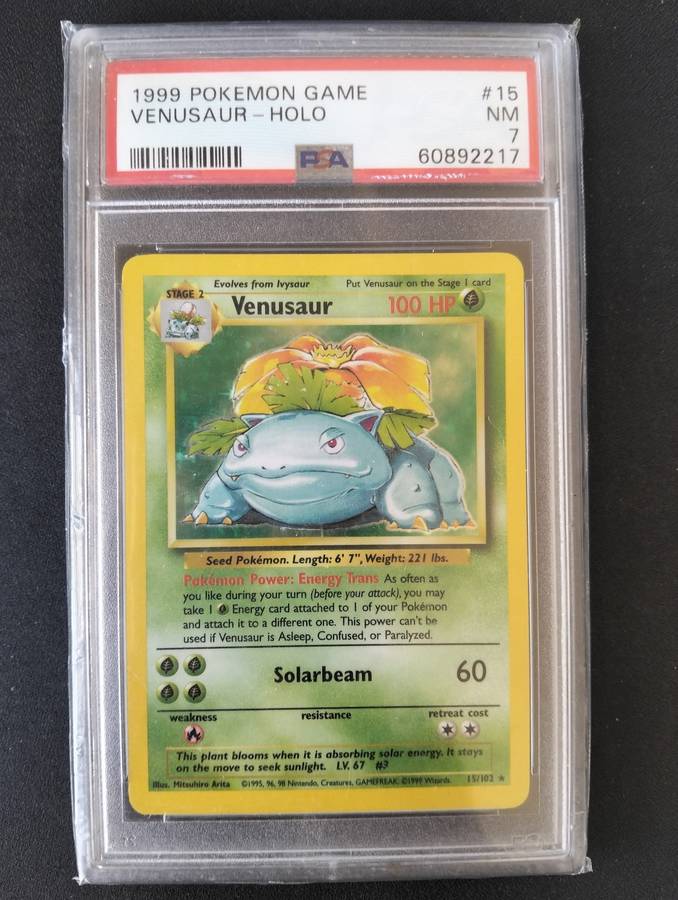 1999 POKEMON GAME #15
VENUSAUR - HOLO NM
7
PSA 60892217
Evolves from Ivysaur Put Venusaur on the Stage 1 card
STAGE 2
Venusaur 100 HP
Seed Pokémon. Length: 6' 7", Weight: 221 lbs.
Pokémon Power: Energy Trans As often as
you like during your turn (before your attack), you may
take 1 Energy card attached to 1 of your Pokémon
and attach it to a different one. This power can't be
used if Venusaur is Asleep, Confused, or Paralyzed.
Solarbeam 60
weakness resistance retreat cost
This plant blooms when it is absorbing solar energy. It stays
on the move to seek sunlight. LV. 67 #3
Illus. Mitsuhiro Arita ©1995, 96, 98 Nintendo, Creatures, GAMEFREAK. ©1999 Wizards. 15/102 ★